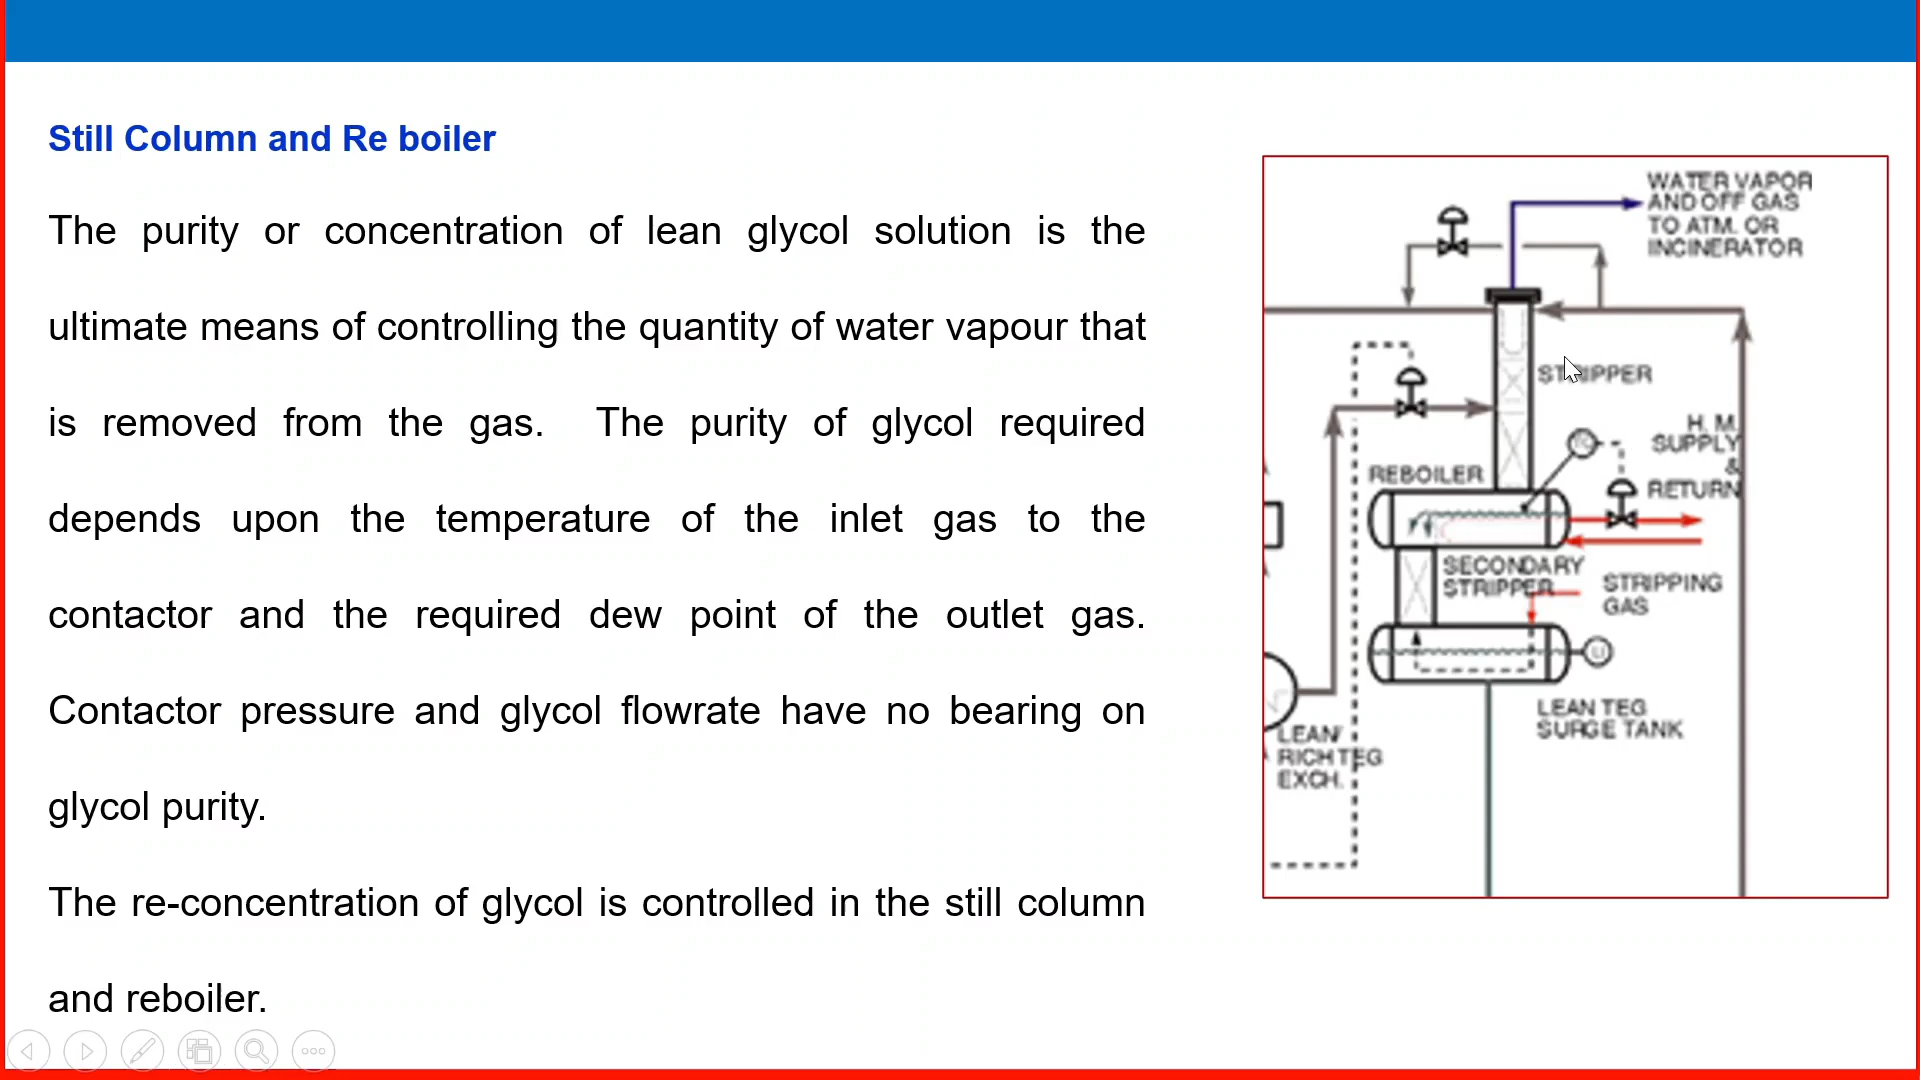 Still Column and Re boiler
The purity or concentration of lean glycol solution is the
ultimate means of controlling the quantity of water vapour that
is removed from the gas. The purity of glycol required
depends upon the temperature of the inlet gas to the
contactor and the required dew point of the outlet gas.
Contactor pressure and glycol flowrate have no bearing on
glycol purity.
The re-concentration of glycol is controlled in the still column
and reboiler.
WATER VAPOR
AND OFF GAS
TO ATM. OR
INCINERATOR
STRIPPER
H. M.
SUPPLY
&
RETURN
REBOILER
SECONDARY
STRIPPER
STRIPPING
GAS
LEAN TEG
SURGE TANK
LEAN/
RICH TEG
EXCH.